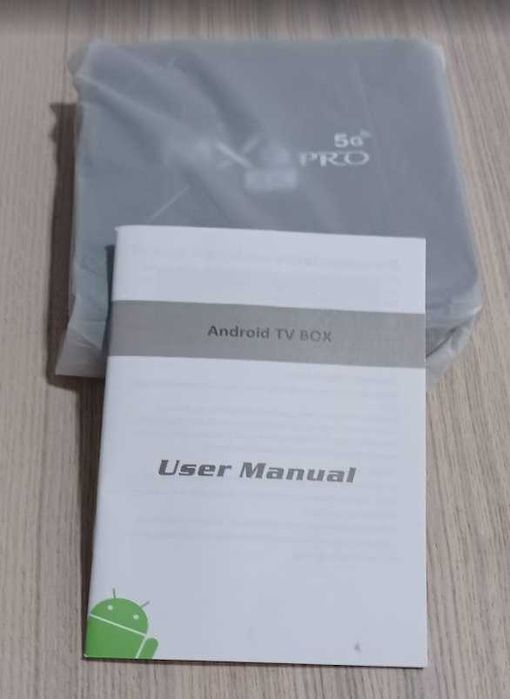 5G
PRO
Android TV BOX
User Manual